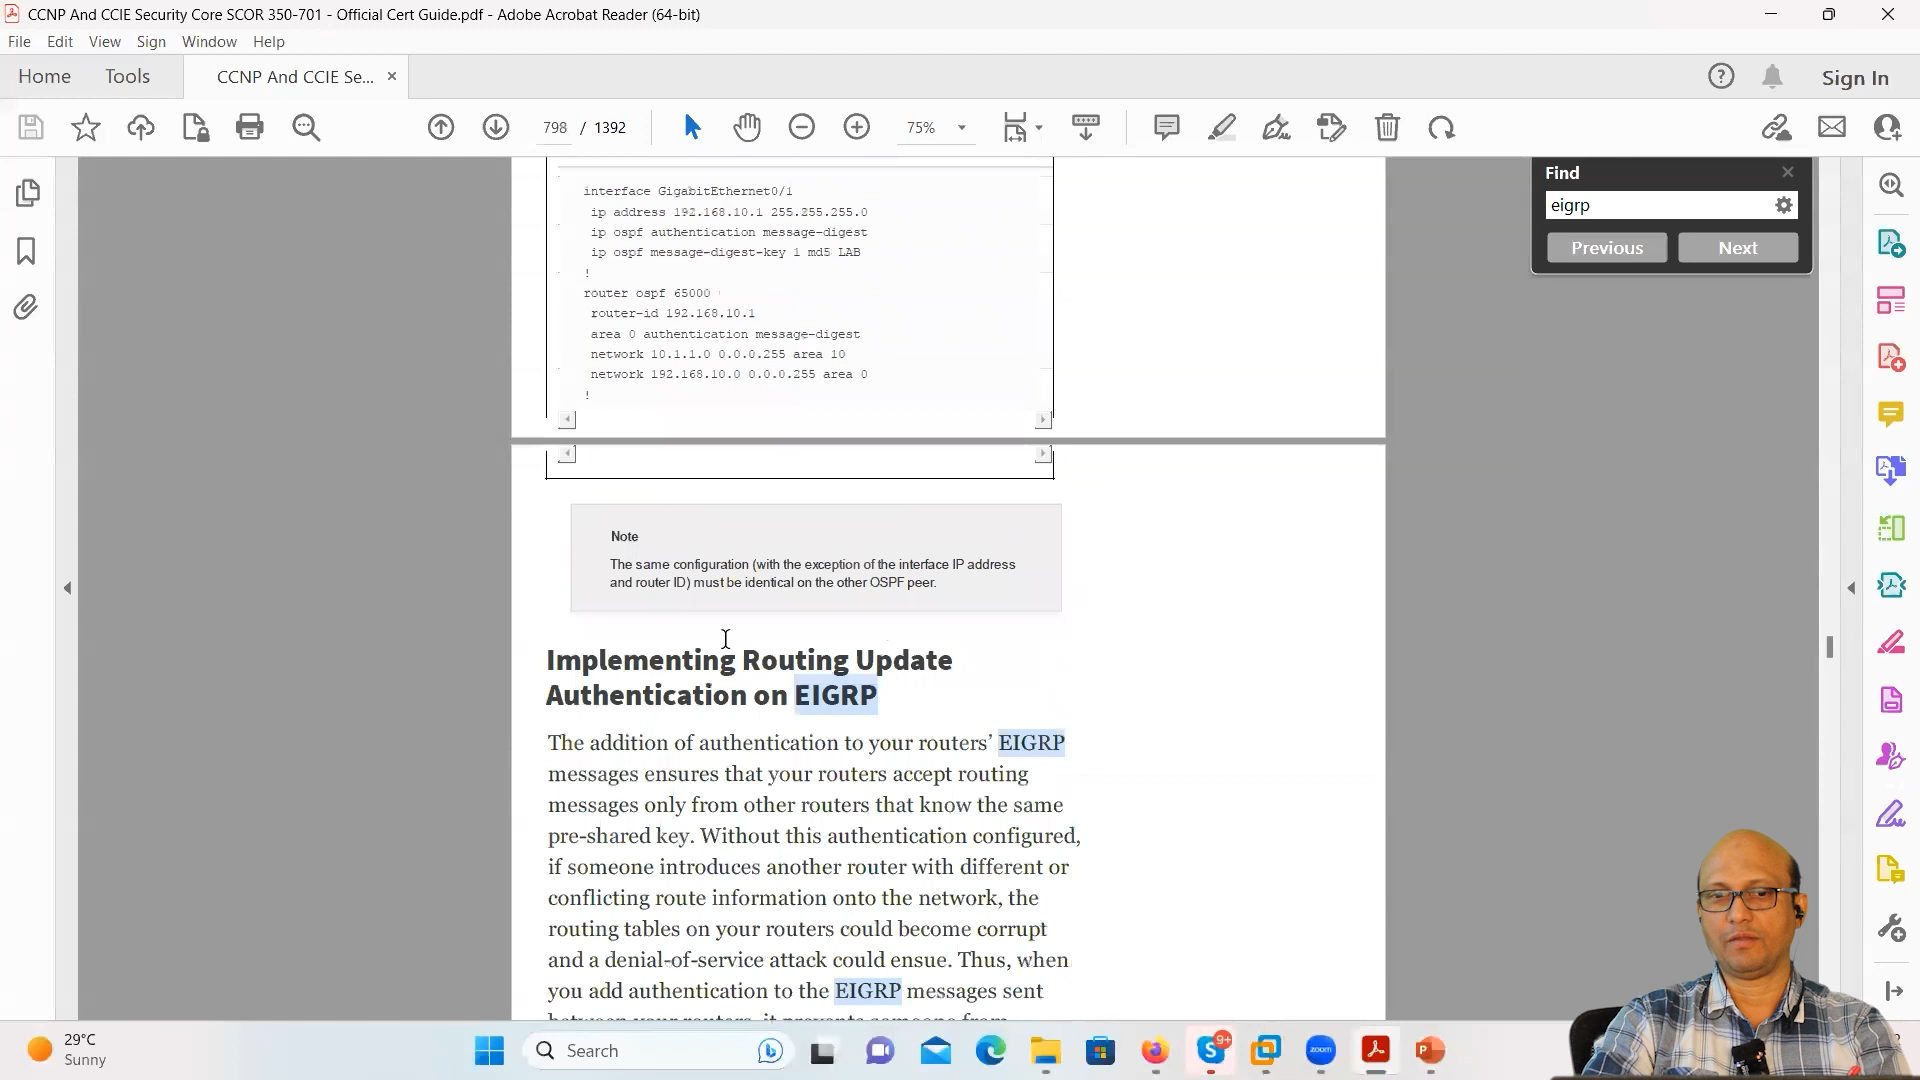 CCNP And CCIE Security Core SCOR 350-701 - Official Cert Guide.pdf - Adobe Acrobat Reader (64-bit)
File Edit View Sign Window Help
Home Tools CCNP And CCIE Se... × Sign In
798 / 1392 75%
Find
eigrp
Previous Next
interface GigabitEthernet0/1
ip address 192.168.10.1 255.255.255.0
ip ospf authentication message-digest
ip ospf message-digest-key 1 md5 LAB
!
router ospf 65000
router-id 192.168.10.1
area 0 authentication message-digest
network 10.1.1.0 0.0.0.255 area 10
network 192.168.10.0 0.0.0.255 area 0
!
Note
The same configuration (with the exception of the interface IP address
and router ID) must be identical on the other OSPF peer.
Implementing Routing Update
Authentication on EIGRP
The addition of authentication to your routers’ EIGRP
messages ensures that your routers accept routing
messages only from other routers that know the same
pre-shared key. Without this authentication configured,
if someone introduces another router with different or
conflicting route information onto the network, the
routing tables on your routers could become corrupt
and a denial-of-service attack could ensue. Thus, when
you add authentication to the EIGRP messages sent
between your routers, it prevents someone from
29°C
Sunny
Search
9+
zoom